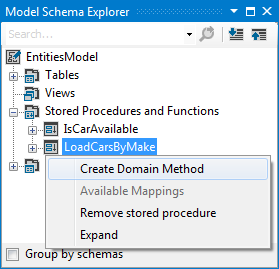 Model Schema Explorer
Search...
EntitiesModel
Tables
Views
Stored Procedures and Functions
IsCarAvailable
LoadCarsByMake
Create Domain Method
Available Mappings
Remove stored procedure
Expand
Group by schemas